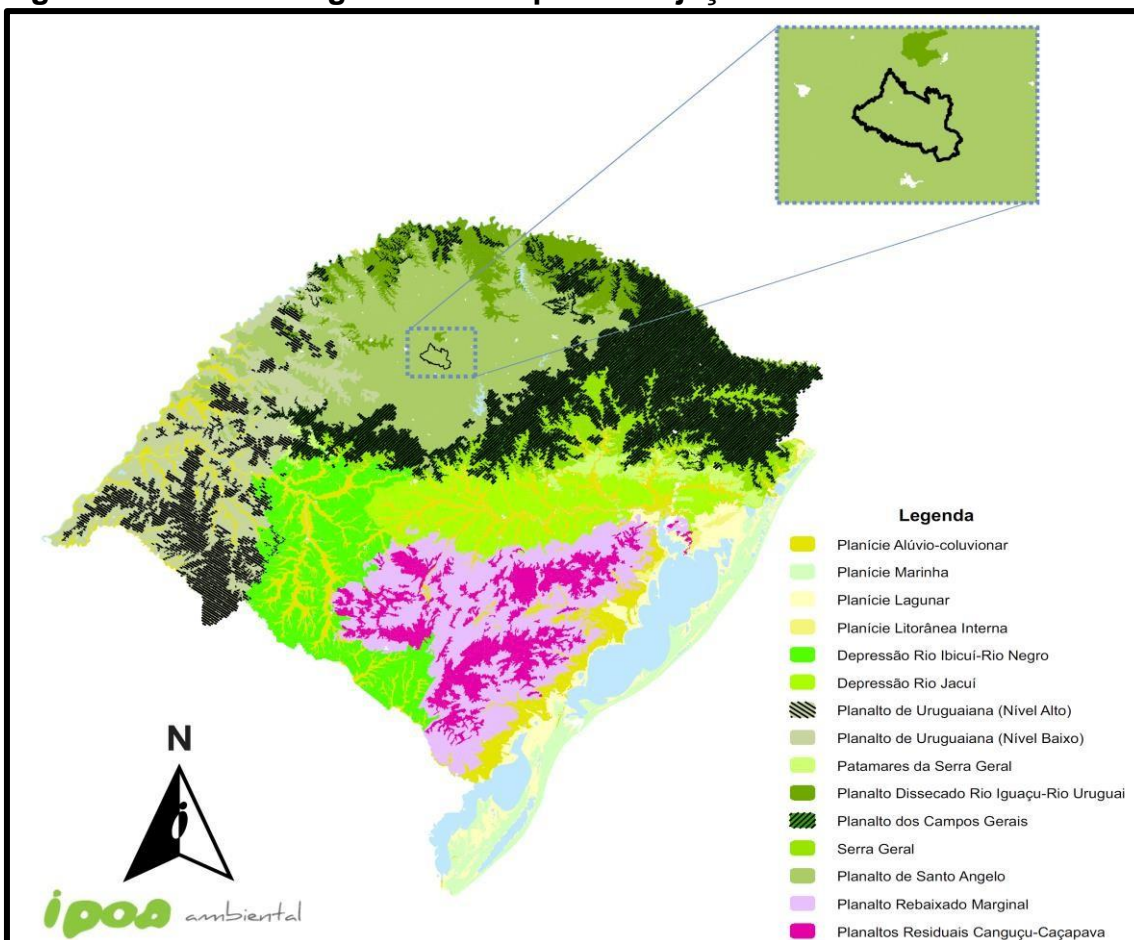 Legenda
Planície Alúvio-coluvionar
Planície Marinha
Planície Lagunar
Planície Litorânea Interna
Depressão Rio Ibicuí-Rio Negro
Depressão Rio Jacuí
Planalto de Uruguaiana (Nível Alto)
Planalto de Uruguaiana (Nível Baixo)
Patamares da Serra Geral
Planalto Dissecado Rio Iguaçu-Rio Uruguai
Planalto dos Campos Gerais
Serra Geral
Planalto de Santo Angelo
Planalto Rebaixado Marginal
Planaltos Residuais Canguçu-Caçapava
N
ipoa ambiental